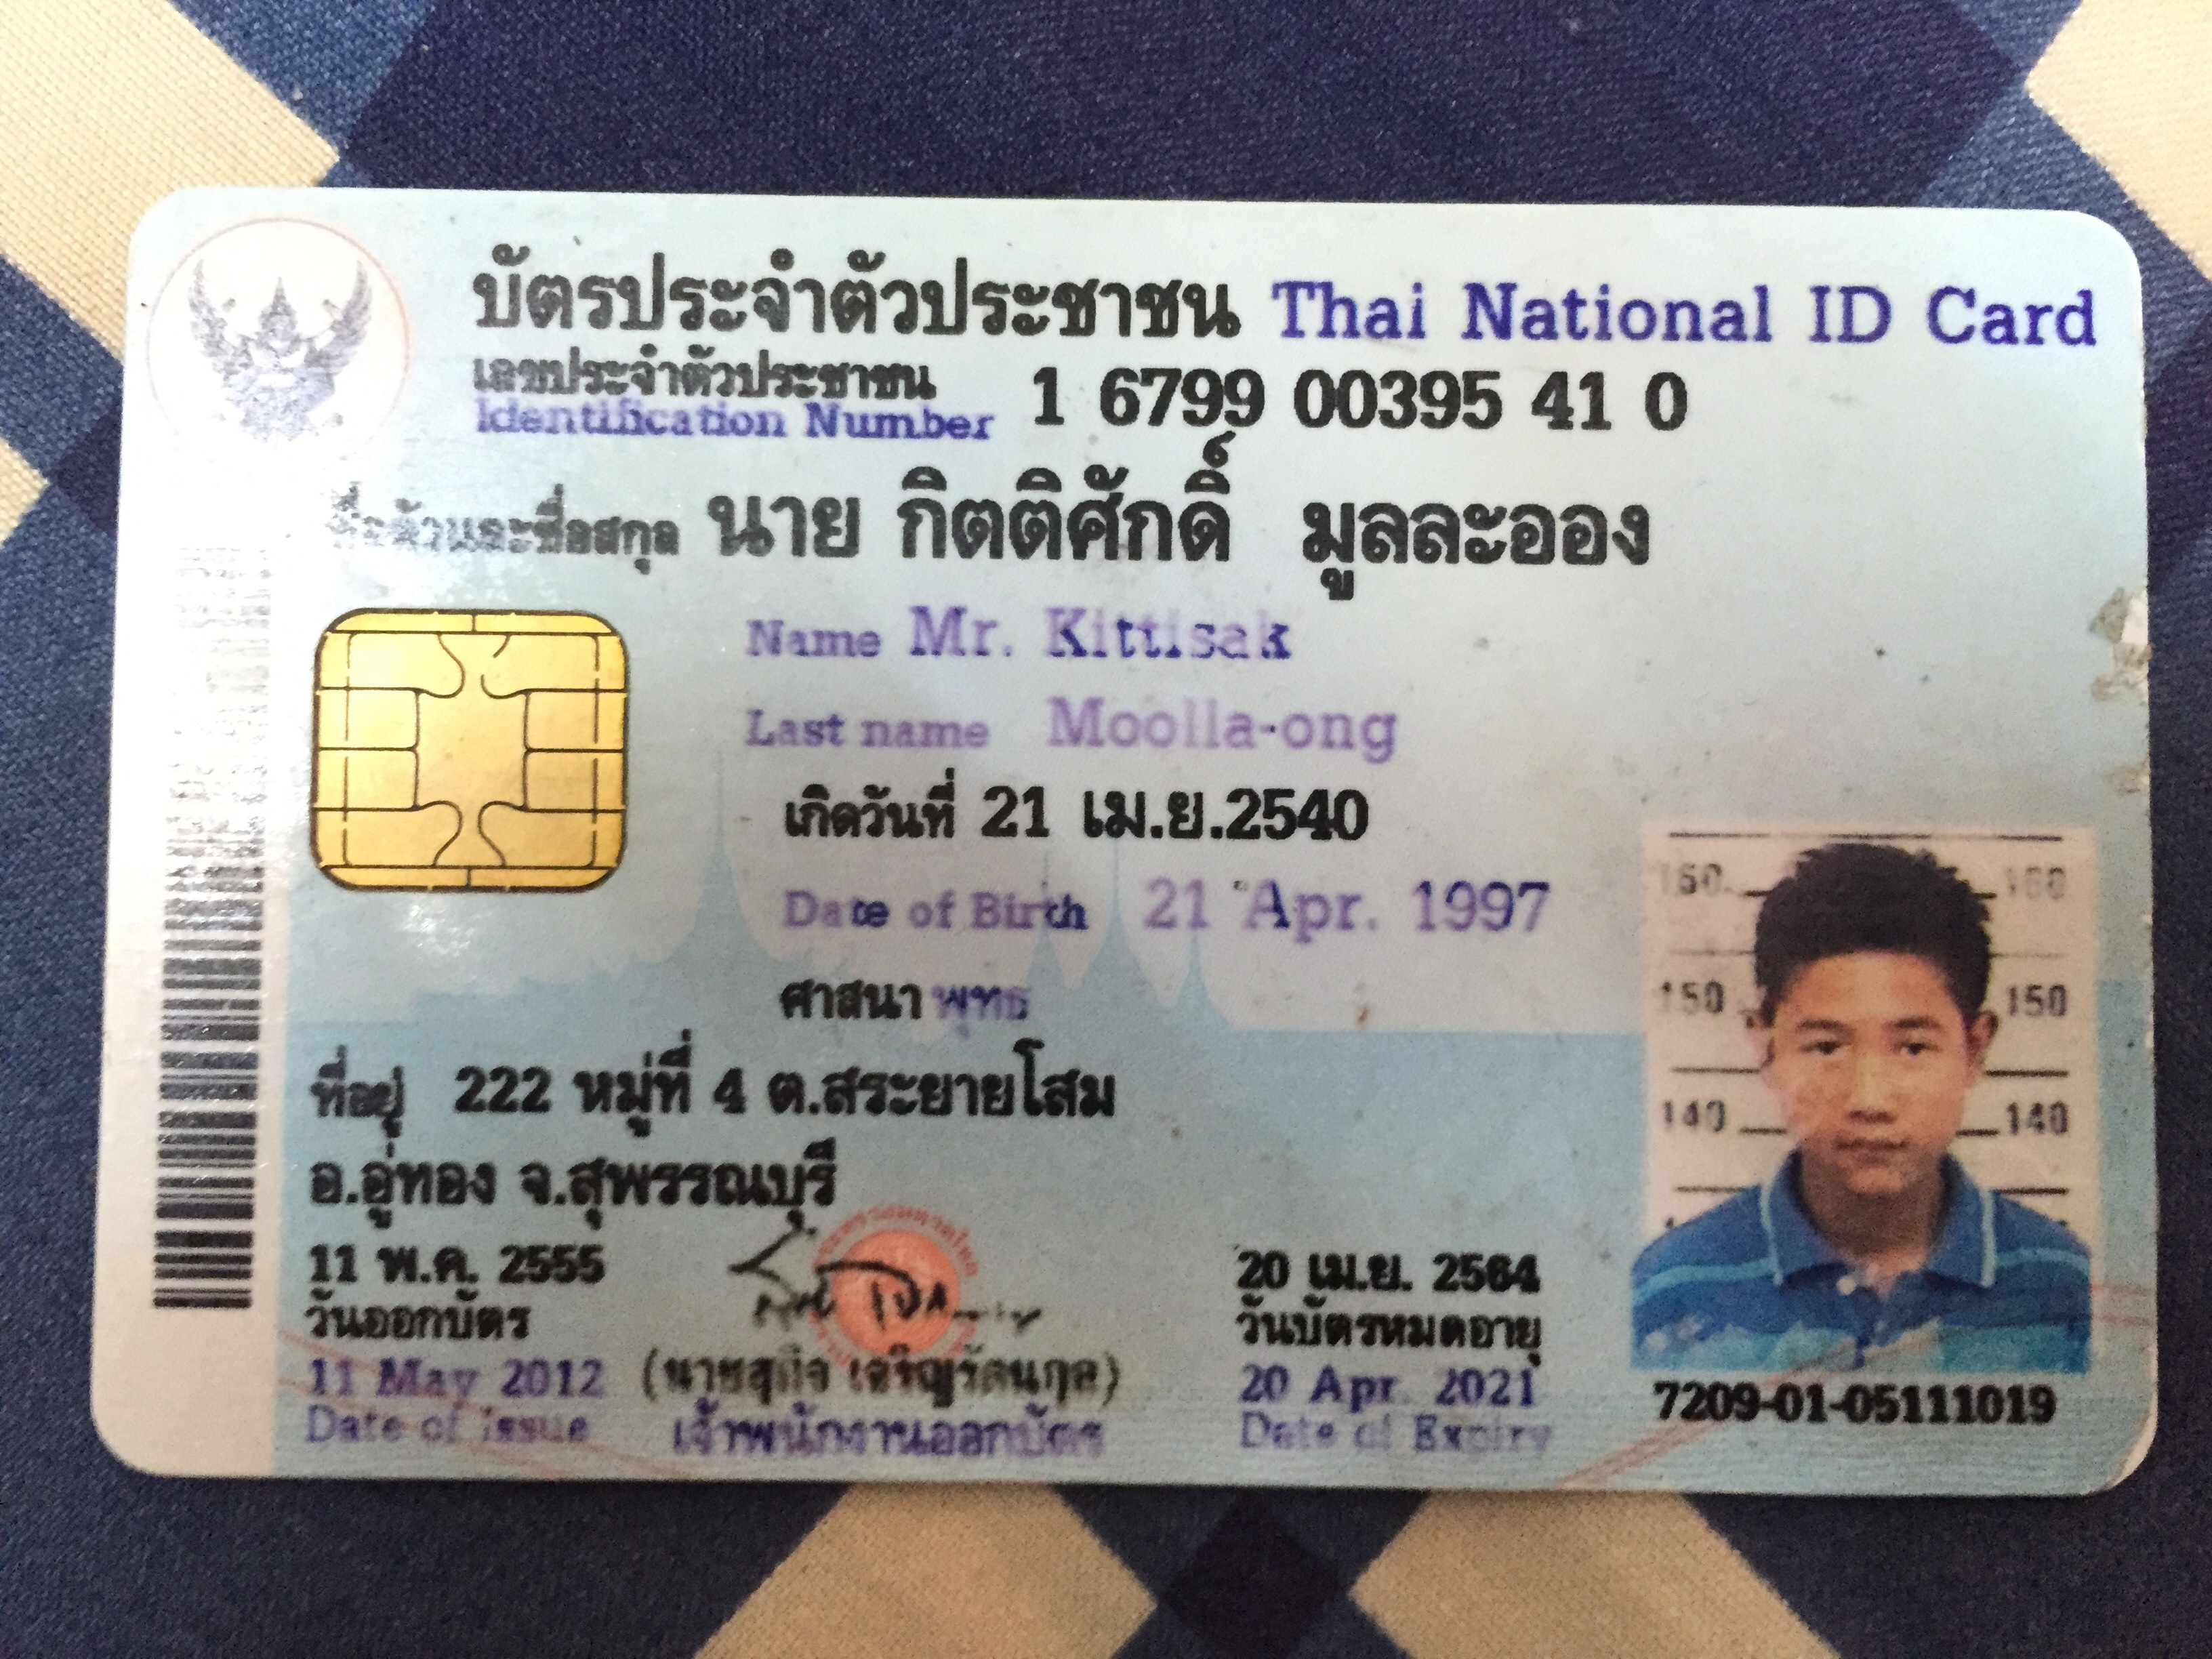 บัตรประจำตัวประชาชน Thai National ID Card
เลขประจำตัวประชาชน
Identification Number 1 6799 00395 41 0
ชื่อตัวและชื่อสกุล นาย กิตติศักดิ์ มูลละออง
Name Mr. Kittisak
Last name Moolla-ong
เกิดวันที่ 21 เม.ย.2540
Date of Birth 21 Apr. 1997
ศาสนา พุทธ
ที่อยู่ 222 หมู่ที่ 4 ต.สระยายโสม
อ.อู่ทอง จ.สุพรรณบุรี
11 พ.ค. 2555
วันออกบัตร
11 May 2012
Date of issue
(นายสุกิจ เจริญรัตนกุล)
เจ้าพนักงานออกบัตร
20 เม.ย. 2564
วันบัตรหมดอายุ
20 Apr. 2021
Date of Expiry
160 160
150 150
140 140
7209-01-05111019